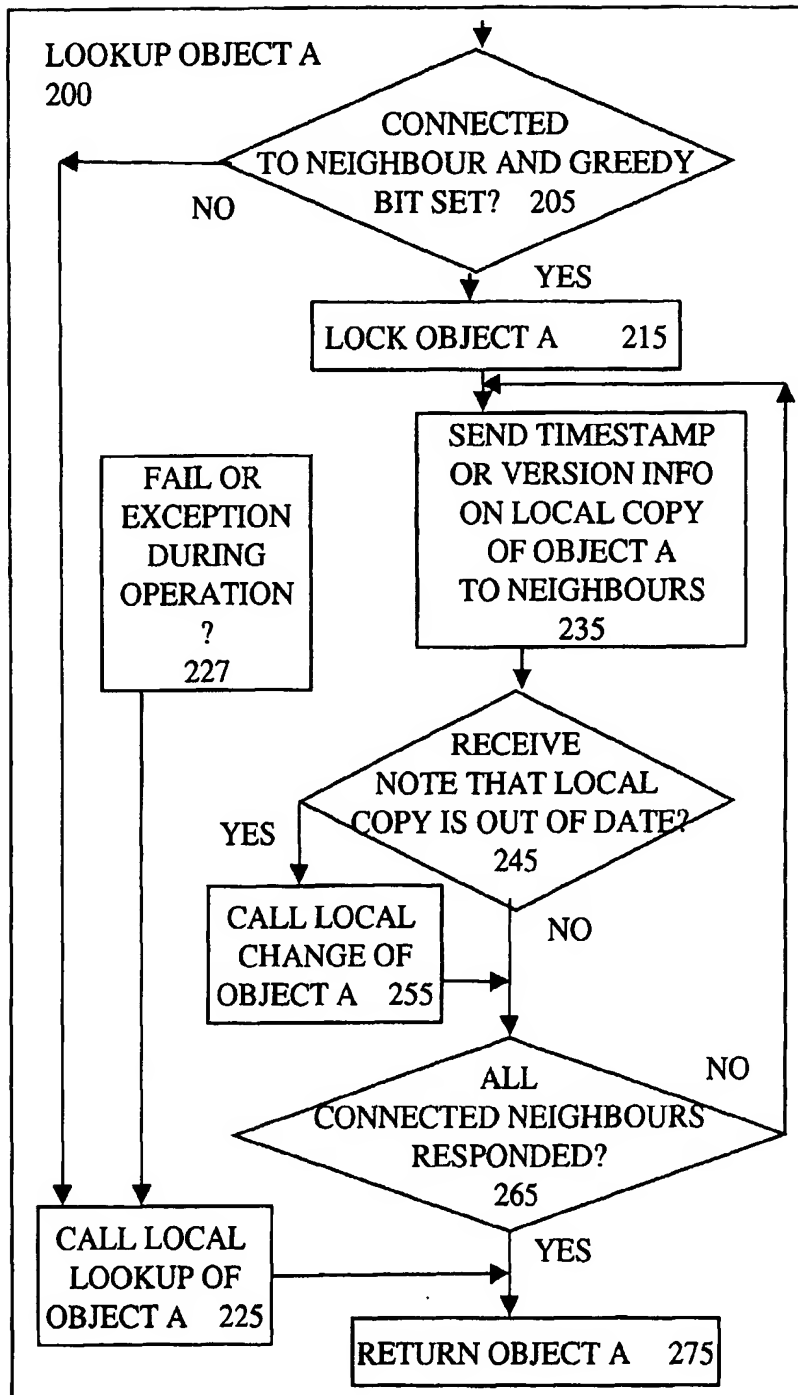 LOOKUP OBJECT A
200
CONNECTED
TO NEIGHBOUR AND GREEDY
BIT SET? 205
NO
YES
LOCK OBJECT A 215
SEND TIMESTAMP
OR VERSION INFO
ON LOCAL COPY
OF OBJECT A
TO NEIGHBOURS
235
FAIL OR
EXCEPTION
DURING
OPERATION
?
227
RECEIVE
NOTE THAT LOCAL
COPY IS OUT OF DATE?
245
YES
NO
CALL LOCAL
CHANGE OF
OBJECT A 255
ALL
CONNECTED NEIGHBOURS
RESPONDED?
265
NO
YES
CALL LOCAL
LOOKUP OF
OBJECT A 225
RETURN OBJECT A 275